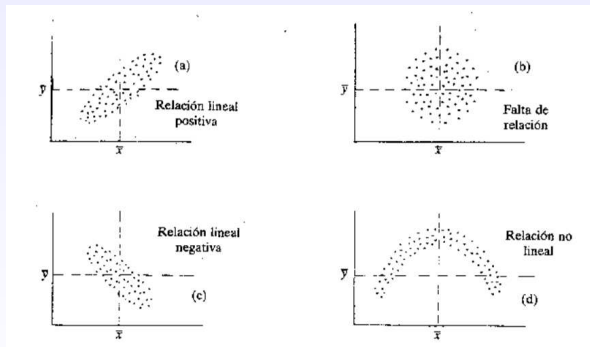 (a)
ȳ
Relación lineal
positiva
x̄
(b)
ȳ
Falta de
relación
x̄
Relación lineal
negativa
ȳ
(c)
x̄
Relación no
lineal
ȳ
(d)
x̄